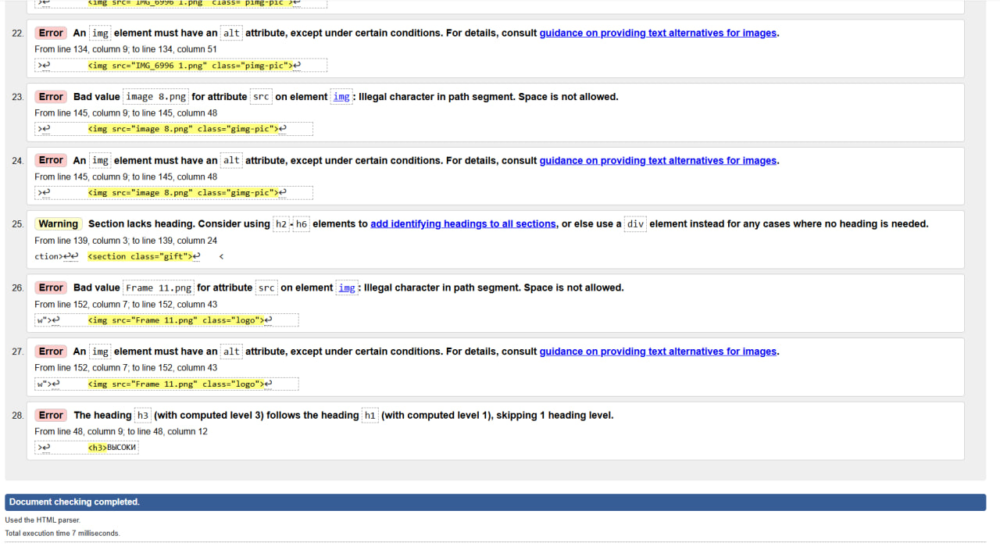 >↩ <img src="IMG_6996 1.png" class="pimg-pic">↩
22. Error An img element must have an alt attribute, except under certain conditions. For details, consult guidance on providing text alternatives for images.
From line 134, column 9; to line 134, column 51
>↩ <img src="IMG_6996 1.png" class="pimg-pic">↩
23. Error Bad value image 8.png for attribute src on element img: Illegal character in path segment. Space is not allowed.
From line 145, column 9; to line 145, column 48
>↩ <img src="image 8.png" class="gimg-pic">↩
24. Error An img element must have an alt attribute, except under certain conditions. For details, consult guidance on providing text alternatives for images.
From line 145, column 9; to line 145, column 48
>↩ <img src="image 8.png" class="gimg-pic">↩
25. Warning Section lacks heading. Consider using h2-h6 elements to add identifying headings to all sections, or else use a div element instead for any cases where no heading is needed.
From line 139, column 3; to line 139, column 24
ction>↩↩ <section class="gift">↩ <
26. Error Bad value Frame 11.png for attribute src on element img: Illegal character in path segment. Space is not allowed.
From line 152, column 7; to line 152, column 43
w">↩ <img src="Frame 11.png" class="logo">↩
27. Error An img element must have an alt attribute, except under certain conditions. For details, consult guidance on providing text alternatives for images.
From line 152, column 7; to line 152, column 43
w">↩ <img src="Frame 11.png" class="logo">↩
28. Error The heading h3 (with computed level 3) follows the heading h1 (with computed level 1), skipping 1 heading level.
From line 48, column 9; to line 48, column 12
>↩ <h3>ВЫСОКИ
Document checking completed.
Used the HTML parser.
Total execution time 7 milliseconds.